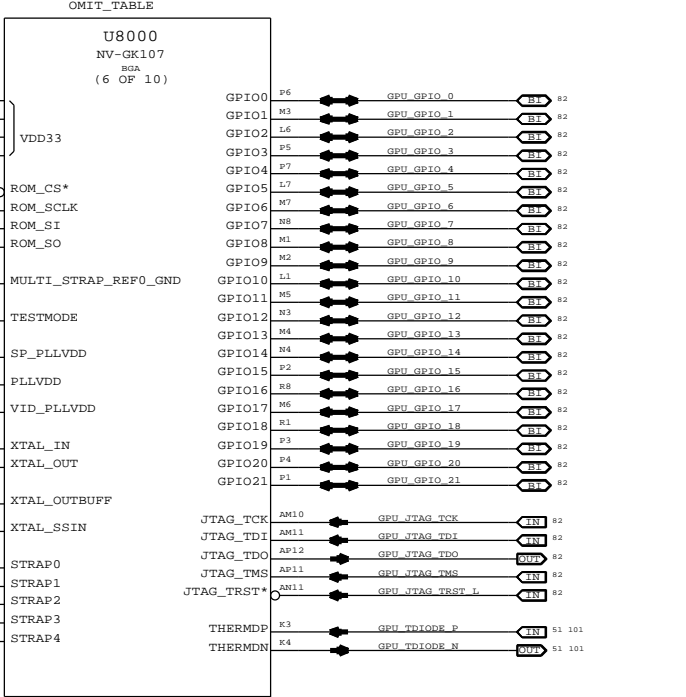 OMIT_TABLE
U8000
NV-GK107
BGA
(6 OF 10)
GPIO0 P6 GPU_GPIO_0 BI 82
GPIO1 M3 GPU_GPIO_1 BI 82
GPIO2 L6 GPU_GPIO_2 BI 82
VDD33
GPIO3 P5 GPU_GPIO_3 BI 82
GPIO4 P7 GPU_GPIO_4 BI 82
ROM_CS* GPIO5 L7 GPU_GPIO_5 BI 82
ROM_SCLK GPIO6 M7 GPU_GPIO_6 BI 82
ROM_SI GPIO7 N8 GPU_GPIO_7 BI 82
ROM_SO GPIO8 M1 GPU_GPIO_8 BI 82
GPIO9 M2 GPU_GPIO_9 BI 82
MULTI_STRAP_REF0_GND GPIO10 L1 GPU_GPIO_10 BI 82
GPIO11 M5 GPU_GPIO_11 BI 82
TESTMODE GPIO12 N3 GPU_GPIO_12 BI 82
GPIO13 M4 GPU_GPIO_13 BI 82
SP_PLLVDD GPIO14 N4 GPU_GPIO_14 BI 82
GPIO15 P2 GPU_GPIO_15 BI 82
PLLVDD
GPIO16 R8 GPU_GPIO_16 BI 82
VID_PLLVDD GPIO17 M6 GPU_GPIO_17 BI 82
GPIO18 R1 GPU_GPIO_18 BI 82
XTAL_IN GPIO19 P3 GPU_GPIO_19 BI 82
XTAL_OUT GPIO20 P4 GPU_GPIO_20 BI 82
GPIO21 P1 GPU_GPIO_21 BI 82
XTAL_OUTBUFF
JTAG_TCK AM10 GPU_JTAG_TCK IN 82
XTAL_SSIN
JTAG_TDI AM11 GPU_JTAG_TDI IN 82
JTAG_TDO AP12 GPU_JTAG_TDO OUT 82
STRAP0
JTAG_TMS AP11 GPU_JTAG_TMS IN 82
STRAP1
JTAG_TRST* AN11 GPU_JTAG_TRST_L IN 82
STRAP2
STRAP3
THERMDP K3 GPU_TDIODE_P IN 51 101
STRAP4
THERMDN K4 GPU_TDIODE_N OUT 51 101